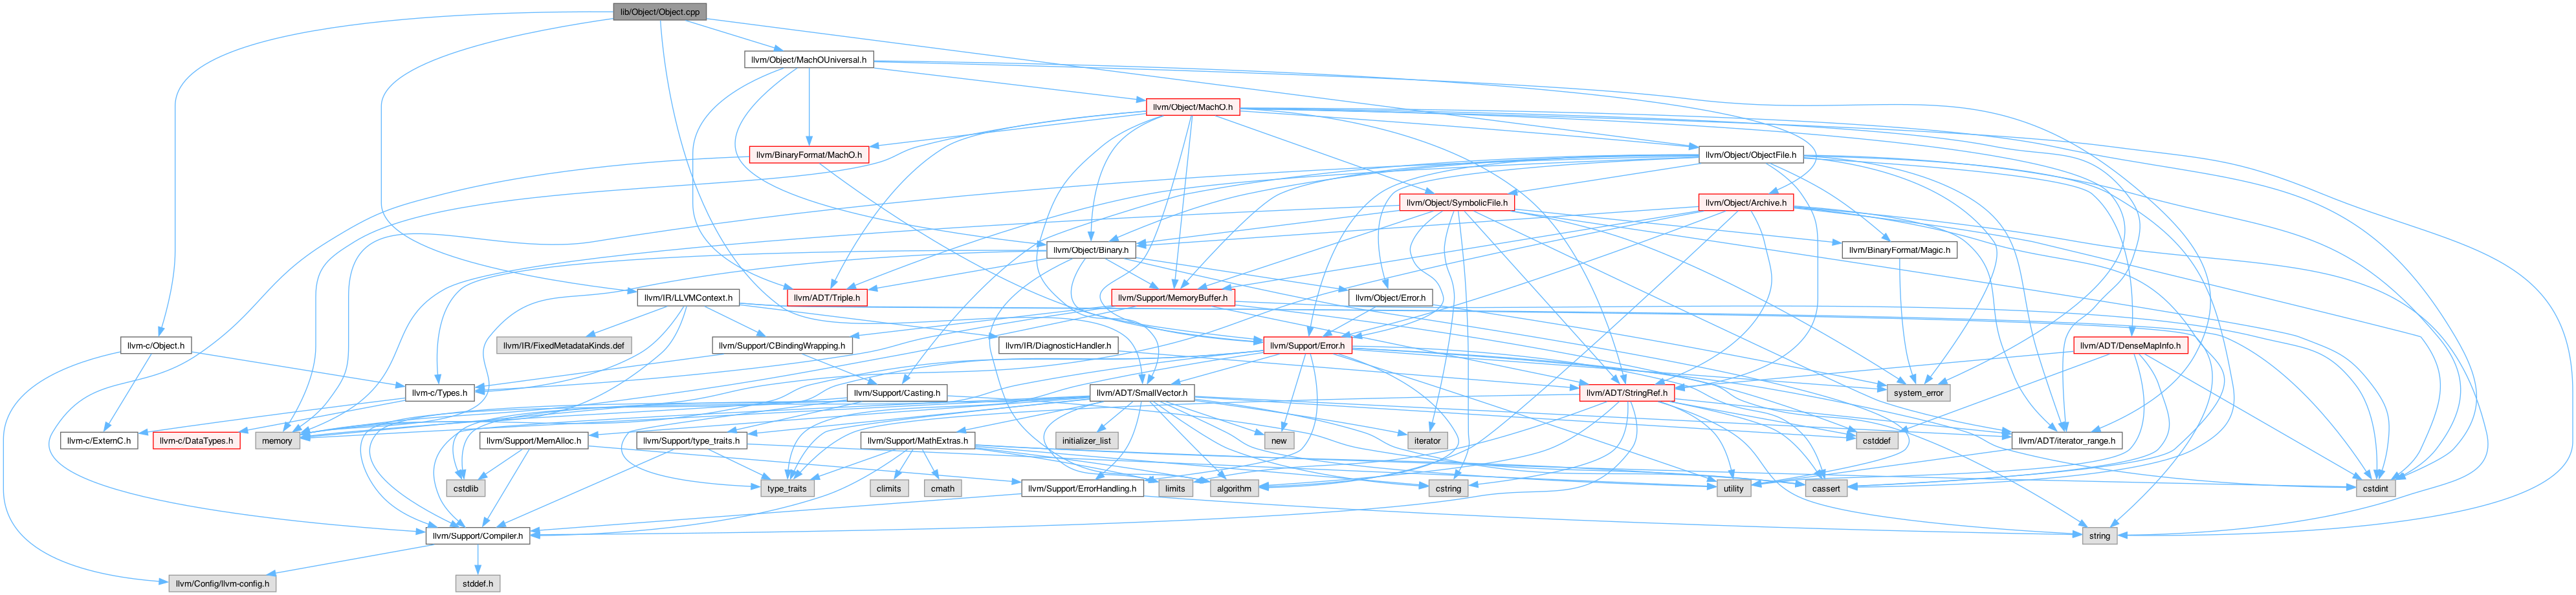 lib/Object/Object.cpp
llvm/Object/MachOUniversal.h
llvm/Object/MachO.h
llvm/BinaryFormat/MachO.h
llvm/Object/ObjectFile.h
llvm/Object/SymbolicFile.h
llvm/Object/Archive.h
llvm/Object/Binary.h
llvm/BinaryFormat/Magic.h
llvm/IR/LLVMContext.h
llvm/ADT/Triple.h
llvm/Support/MemoryBuffer.h
llvm/Object/Error.h
llvm-c/Object.h
llvm/IR/FixedMetadataKinds.def
llvm/Support/CBindingWrapping.h
llvm/IR/DiagnosticHandler.h
llvm/Support/Error.h
llvm/ADT/DenseMapInfo.h
llvm-c/Types.h
llvm/Support/Casting.h
llvm/ADT/SmallVector.h
llvm/ADT/StringRef.h
system_error
llvm-c/ExternC.h
llvm-c/DataTypes.h
memory
llvm/Support/MemAlloc.h
llvm/Support/type_traits.h
llvm/Support/MathExtras.h
initializer_list
new
iterator
cstddef
llvm/ADT/iterator_range.h
cstdlib
type_traits
climits
cmath
llvm/Support/ErrorHandling.h
limits
algorithm
cstring
utility
cassert
cstdint
llvm/Support/Compiler.h
string
llvm/Config/llvm-config.h
stddef.h